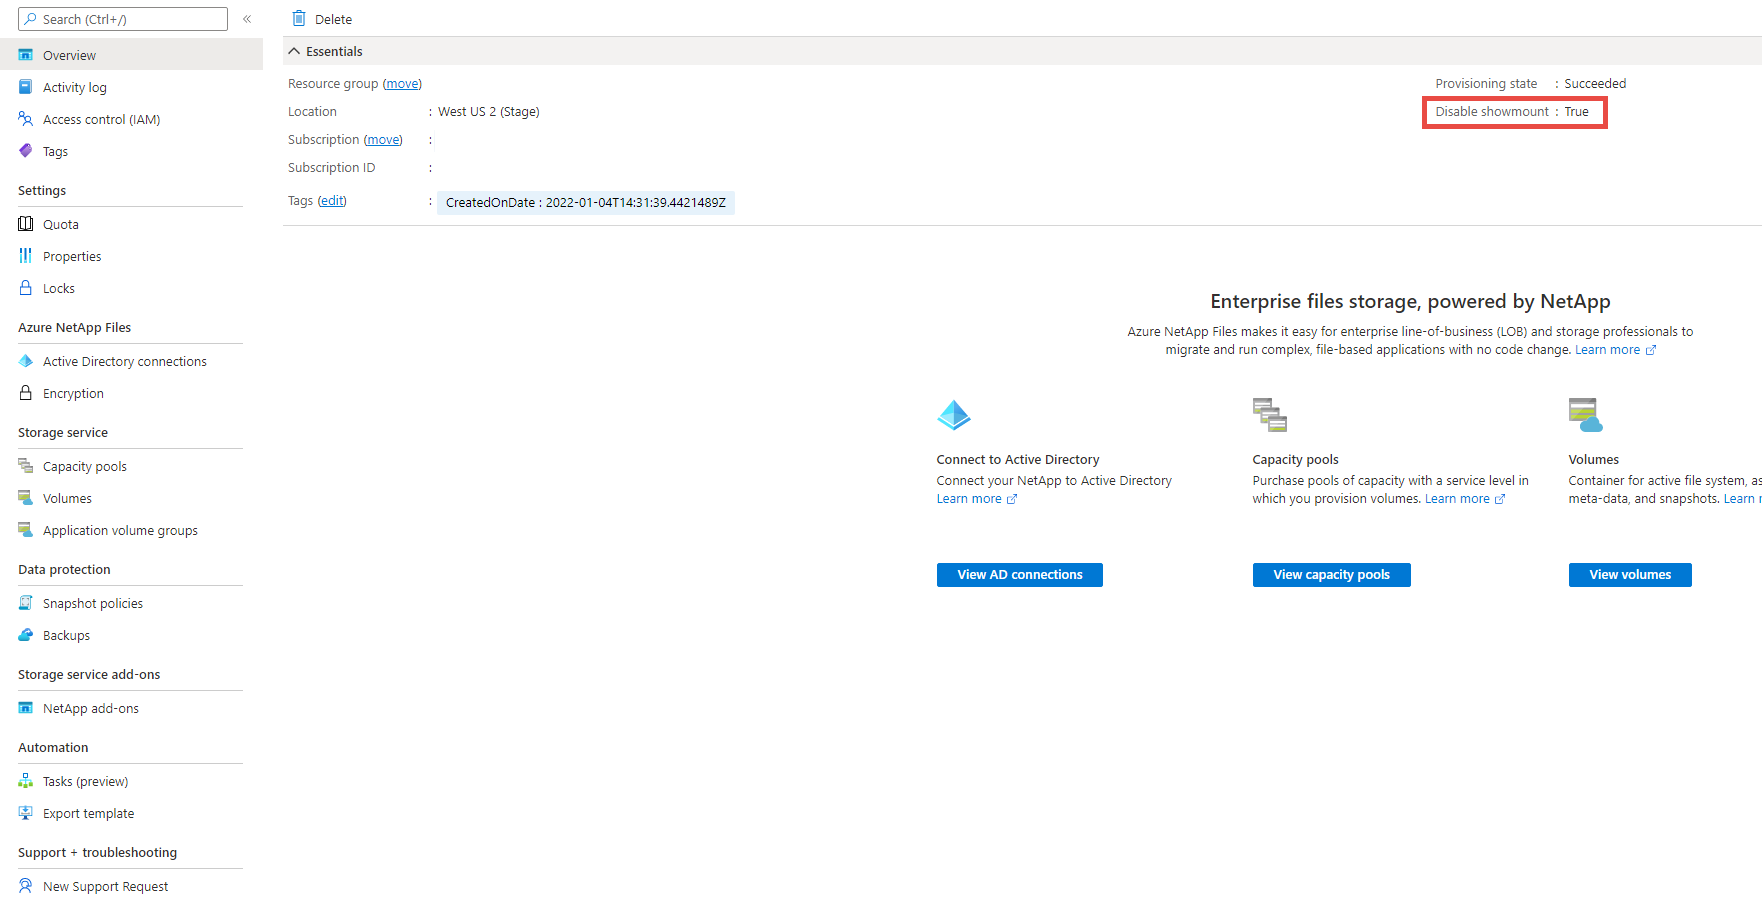 Search (Ctrl+/)
«
Overview
Activity log
Access control (IAM)
Tags
Settings
Quota
Properties
Locks
Azure NetApp Files
Active Directory connections
Encryption
Storage service
Capacity pools
Volumes
Application volume groups
Data protection
Snapshot policies
Backups
Storage service add-ons
NetApp add-ons
Automation
Tasks (preview)
Export template
Support + troubleshooting
New Support Request
Delete
Essentials
Resource group (move)
Location : West US 2 (Stage)
Subscription (move) :
Subscription ID :
Tags (edit) : CreatedOnDate : 2022-01-04T14:31:39.4421489Z
Provisioning state : Succeeded
Disable showmount : True
Enterprise files storage, powered by NetApp
Azure NetApp Files makes it easy for enterprise line-of-business (LOB) and storage professionals to
migrate and run complex, file-based applications with no code change. Learn more
Connect to Active Directory
Connect your NetApp to Active Directory
Learn more
View AD connections
Capacity pools
Purchase pools of capacity with a service level in
which you provision volumes. Learn more
View capacity pools
Volumes
Container for active file system, as
meta-data, and snapshots. Learn
View volumes